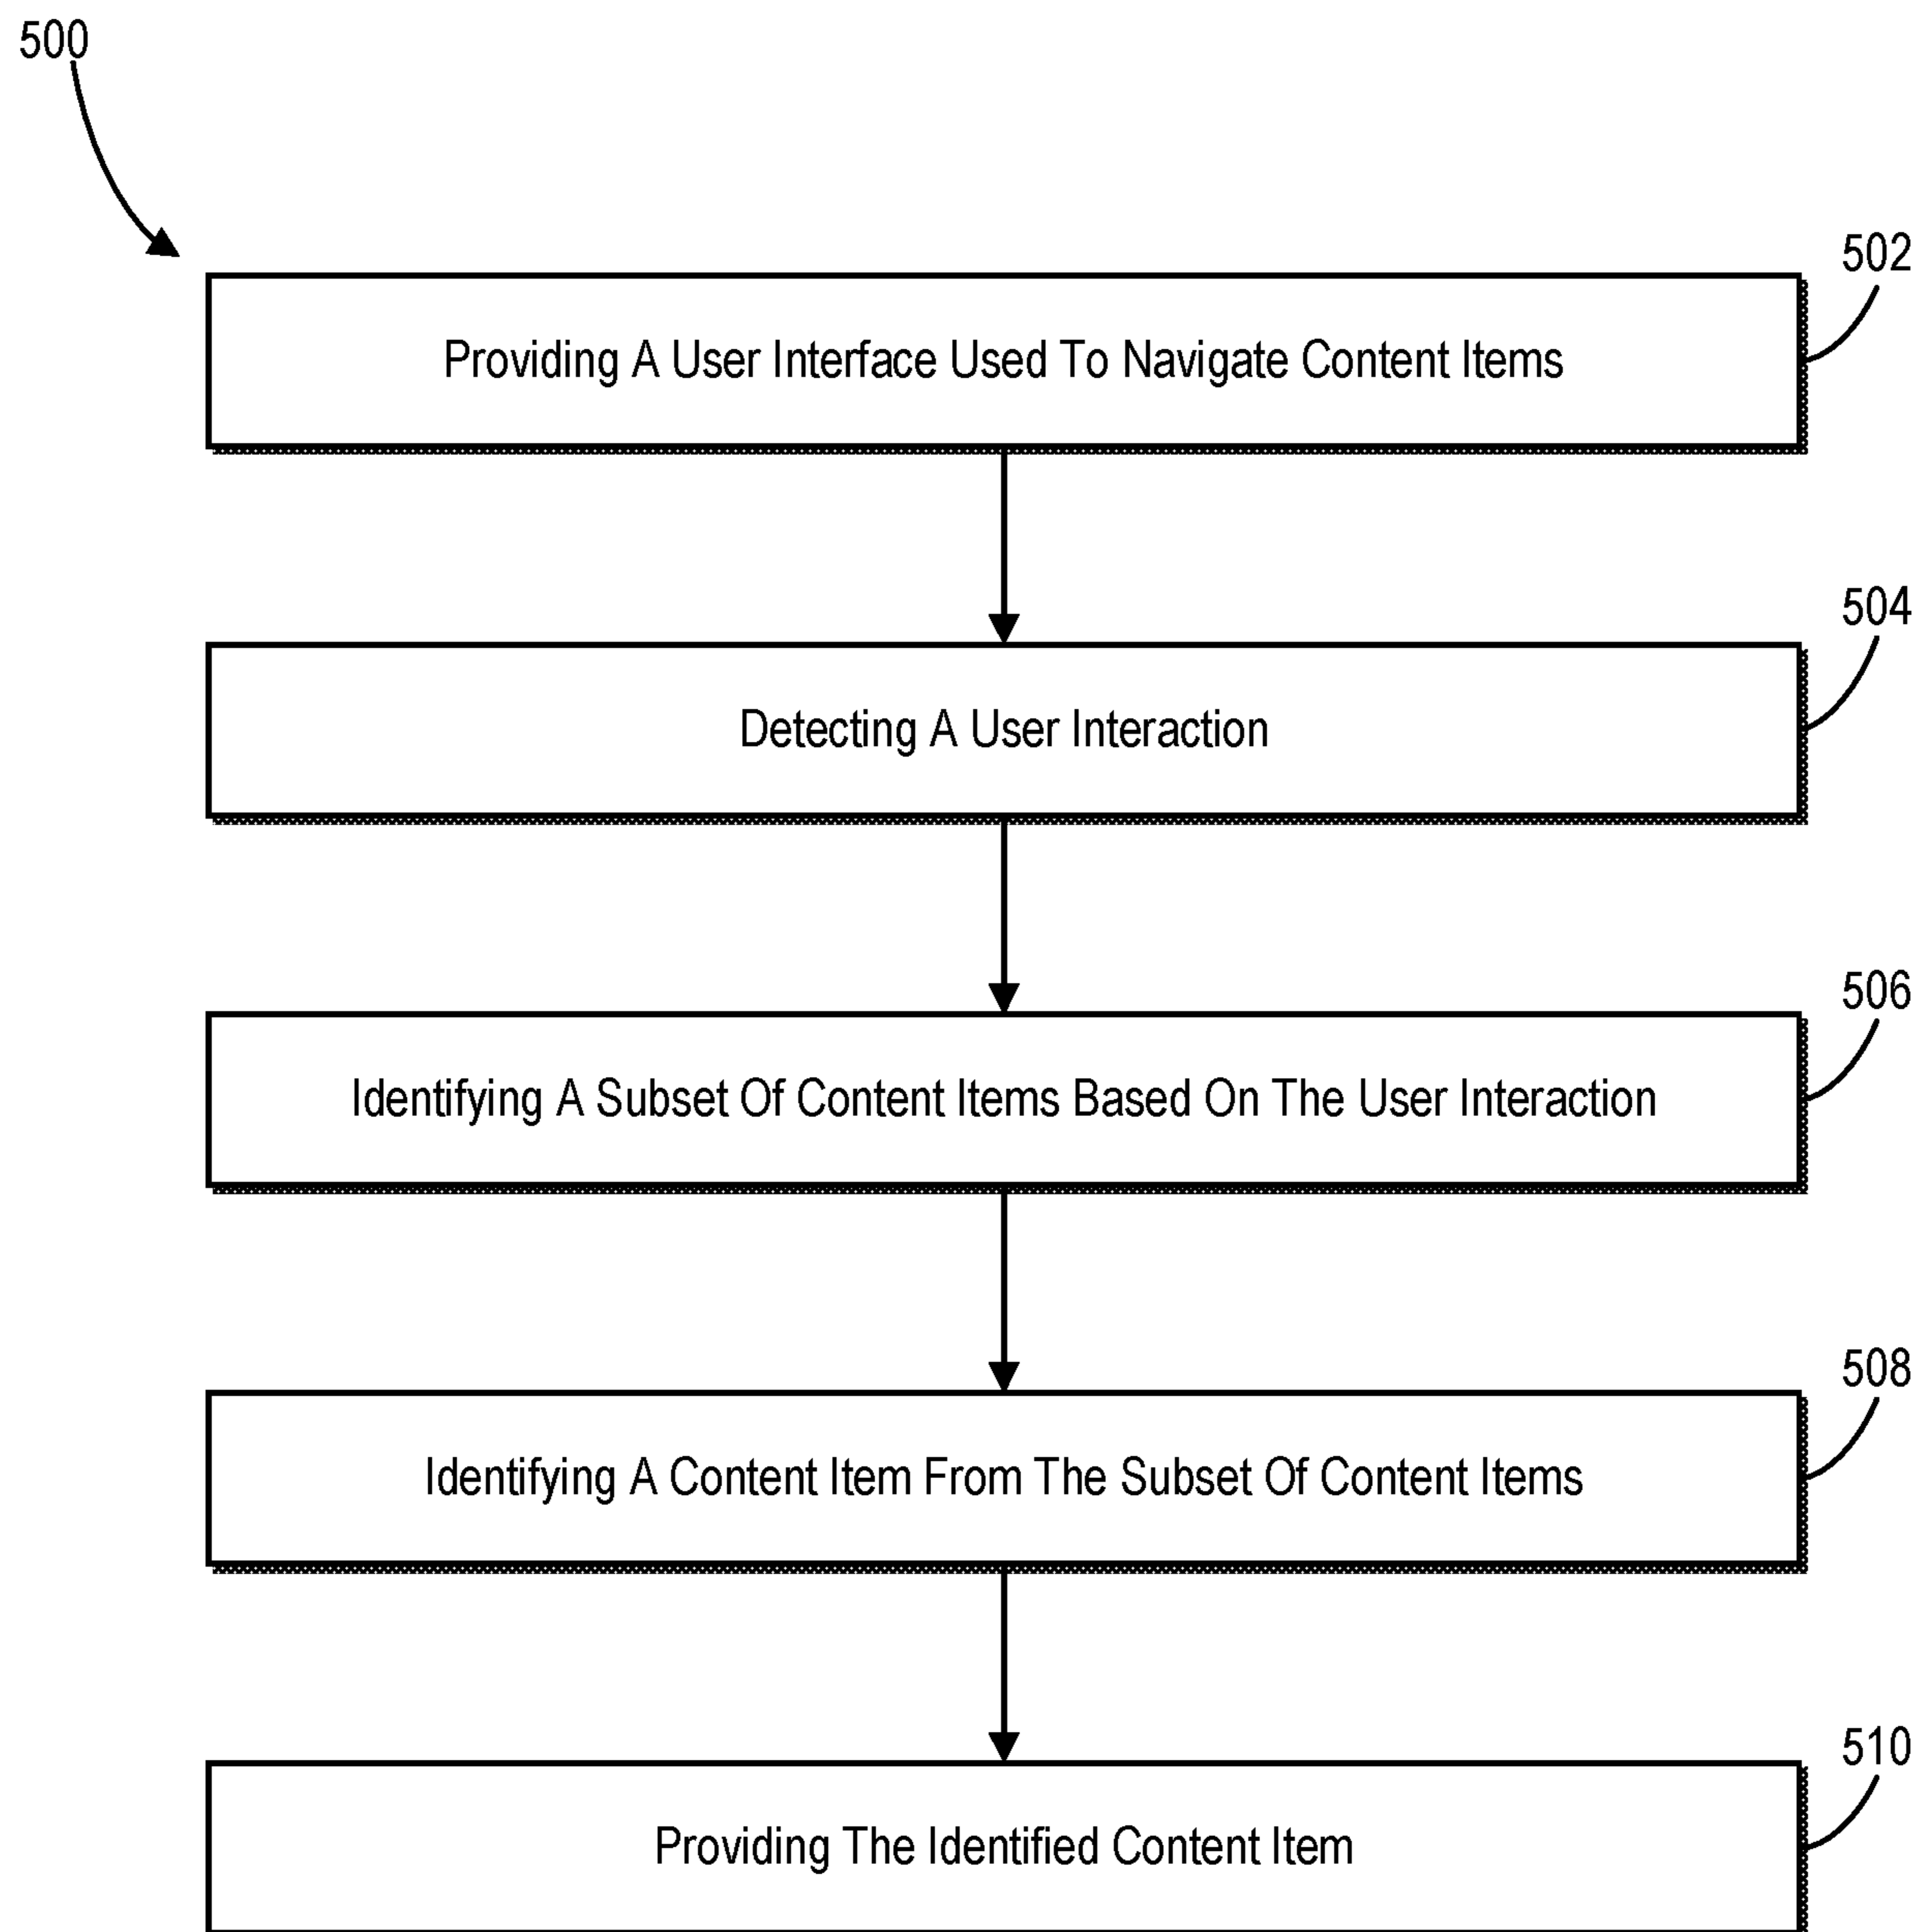 500
502
Providing A User Interface Used To Navigate Content Items
504
Detecting A User Interaction
506
Identifying A Subset Of Content Items Based On The User Interaction
508
Identifying A Content Item From The Subset Of Content Items
510
Providing The Identified Content Item